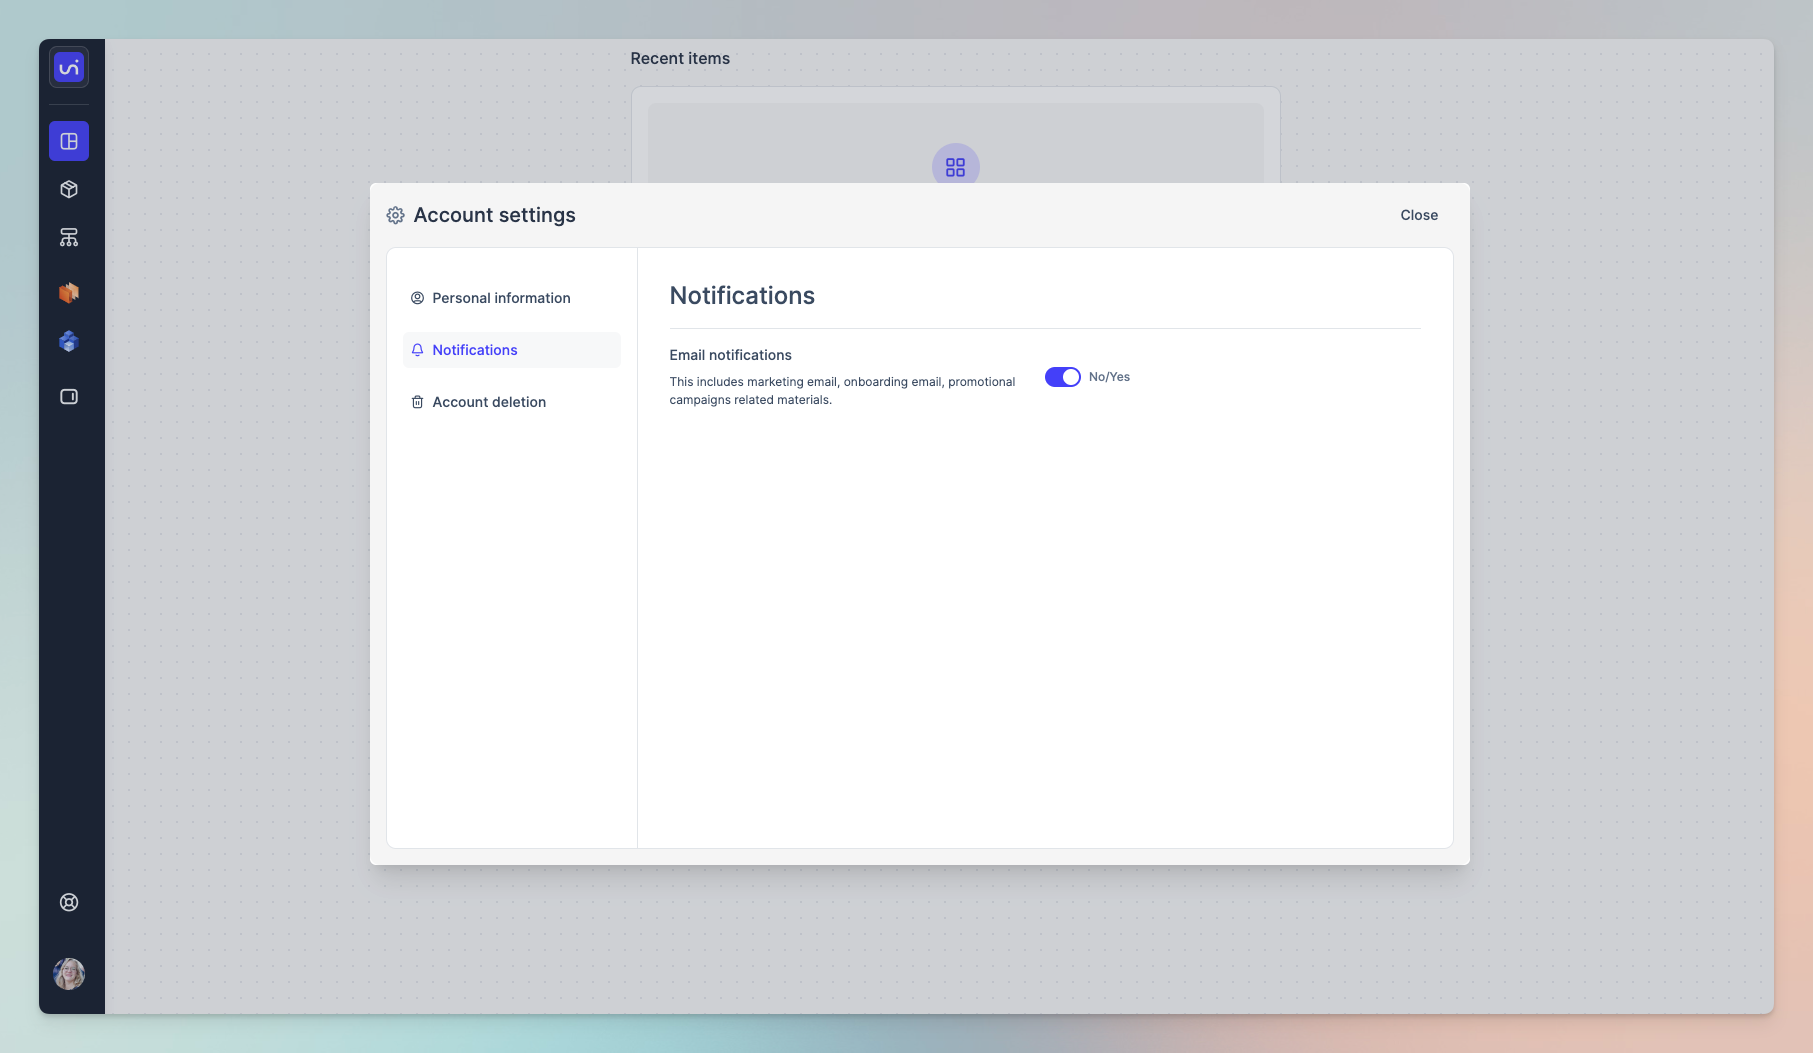 Recent items
Account settings
Close
Personal information
Notifications
Account deletion
Notifications
Email notifications
This includes marketing email, onboarding email, promotional
campaigns related materials.
No/Yes